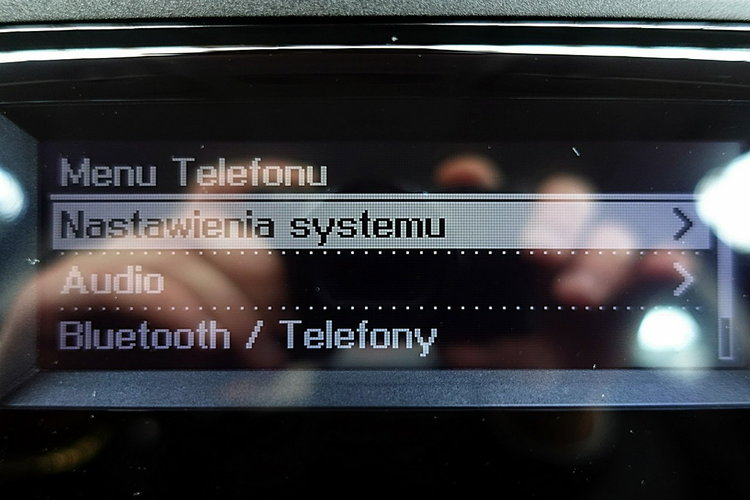 Menu Telefonu
Nastawienia systemu
Audio
Bluetooth / Telefony